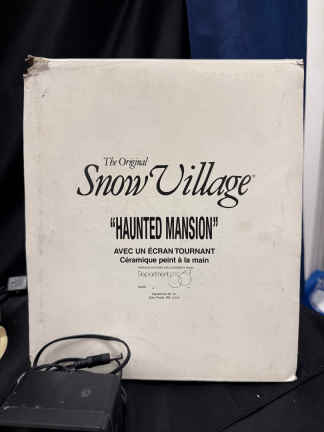 The Original
Snow Village®
"HAUNTED MANSION"
AVEC UN ÉCRAN TOURNANT
Céramique peint à la main
Department 56